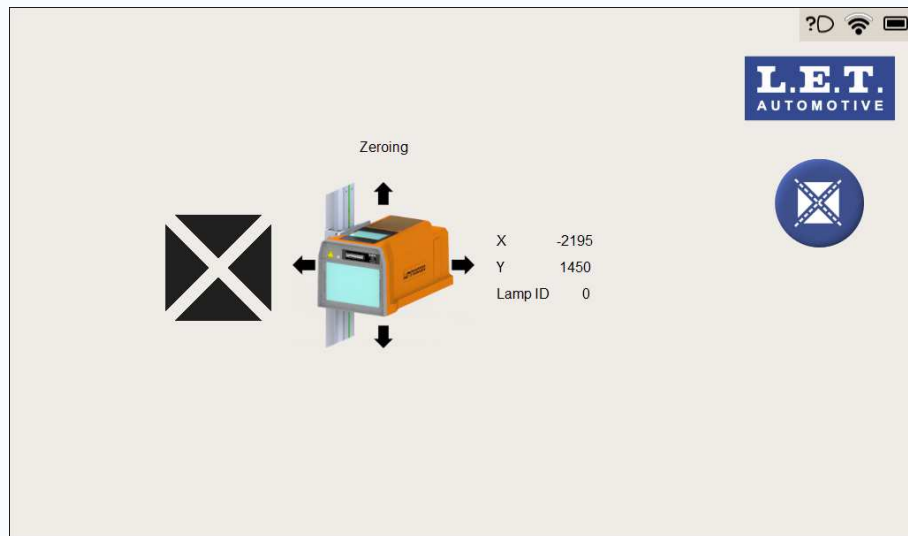 ?
L.E.T.
AUTOMOTIVE
Zeroing
X -2195
Y 1450
Lamp ID 0